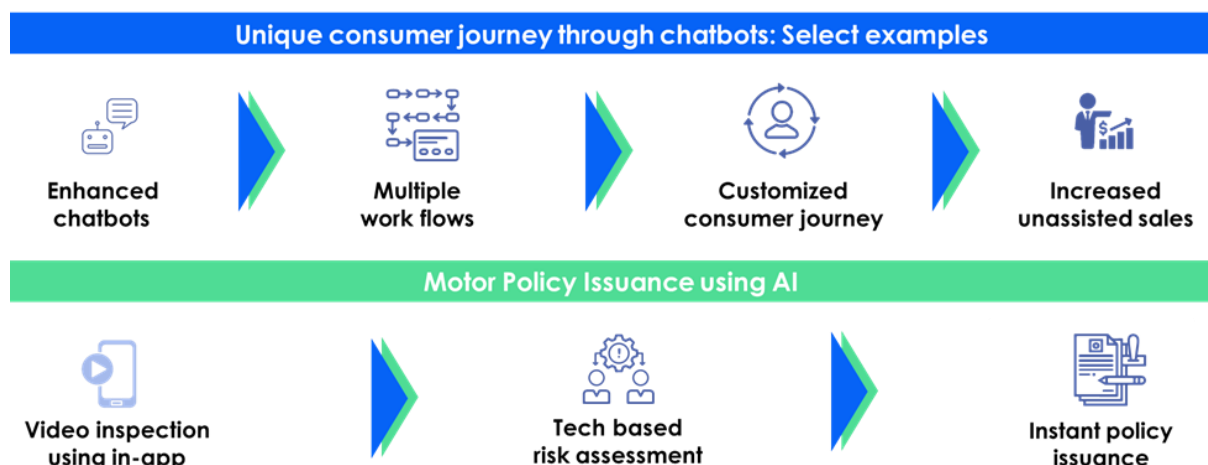 Unique consumer journey through chatbots: Select examples
Enhanced
chatbots
Multiple
work flows
Customized
consumer journey
Increased
unassisted sales
Motor Policy Issuance using AI
Video inspection
using in-app
Tech based
risk assessment
Instant policy
issuance